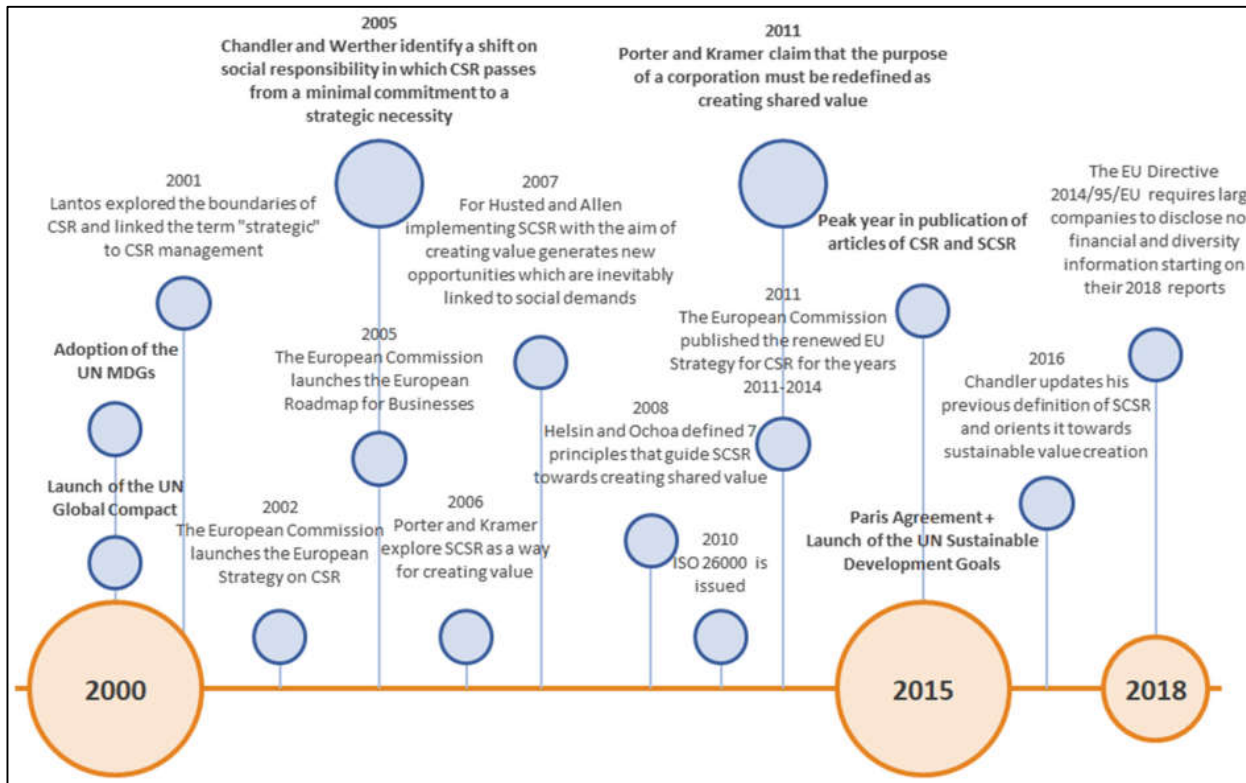 2005
Chandler and Werther identify a shift on
social responsibility in which CSR passes
from a minimal commitment to a
strategic necessity
2011
Porter and Kramer claim that the purpose
of a corporation must be redefined as
creating shared value
2001
Lantos explored the boundaries of
CSR and linked the term "strategic"
to CSR management
2007
For Husted and Allen
implementing SCSR with the aim of
creating value generates new
opportunities which are inevitably
linked to social demands
Peak year in publication of
articles of CSR and SCSR
The EU Directive
2014/95/EU requires larg
companies to disclose no
financial and diversity
information starting on
their 2018 reports
Adoption of the
UN MDGs
2005
The European Commission
launches the European
Roadmap for Businesses
2011
The European Commission
published the renewed EU
Strategy for CSR for the years
2011-2014
2008
Helsin and Ochoa defined 7
principles that guide SCSR
towards creating shared value
2016
Chandler updates his
previous definition of SCSR
and orients it towards
sustainable value creation
Launch of the UN
Global Compact
2002
The European Commission
launches the European
Strategy on CSR
2006
Porter and Kramer
explore SCSR as a way
for creating value
2010
ISO 26000 is
issued
Paris Agreement +
Launch of the UN Sustainable
Development Goals
2000
2015
2018